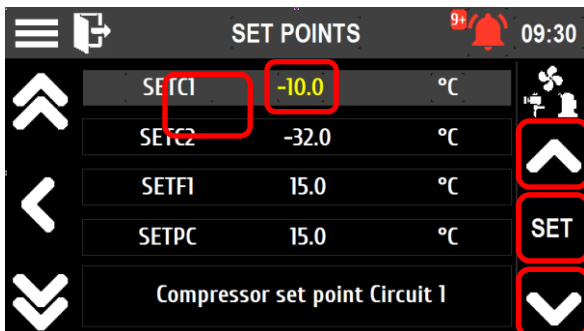 SET POINTS 9+ 09:30
SETC1 -10.0 °C
SETC2 -32.0 °C
SETF1 15.0 °C
SETPC 15.0 °C
SET
Compressor set point Circuit 1